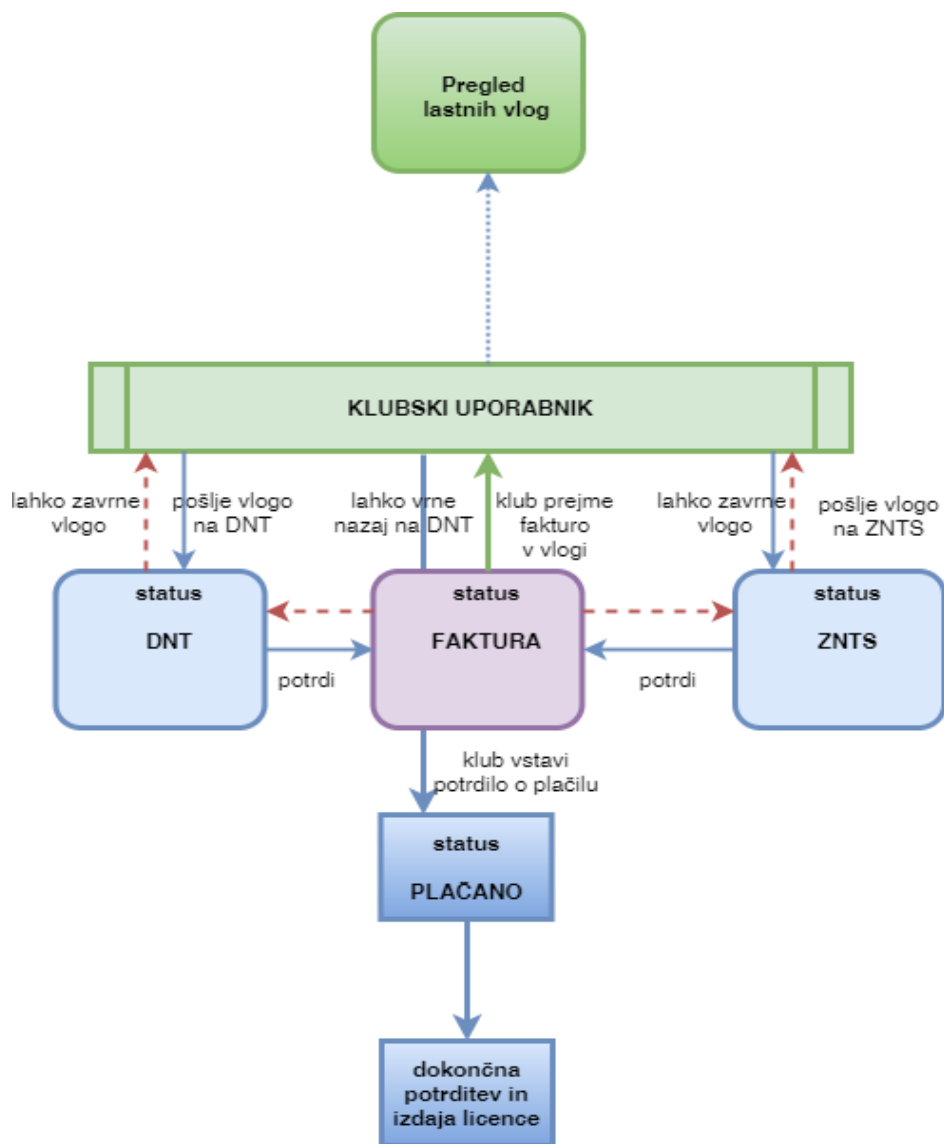 Pregled
lastnih vlog
KLUBSKI UPORABNIK
lahko zavrne
vlogo
pošlje vlogo
na DNT
lahko vrne
nazaj na DNT
klub prejme
fakturo
v vlogi
lahko zavrne
vlogo
pošlje vlogo
na ZNTS
status
DNT
status
FAKTURA
status
ZNTS
potrdi
potrdi
klub vstavi
potrdilo o plačilu
status
PLAČANO
dokončna
potrditev in
izdaja licence